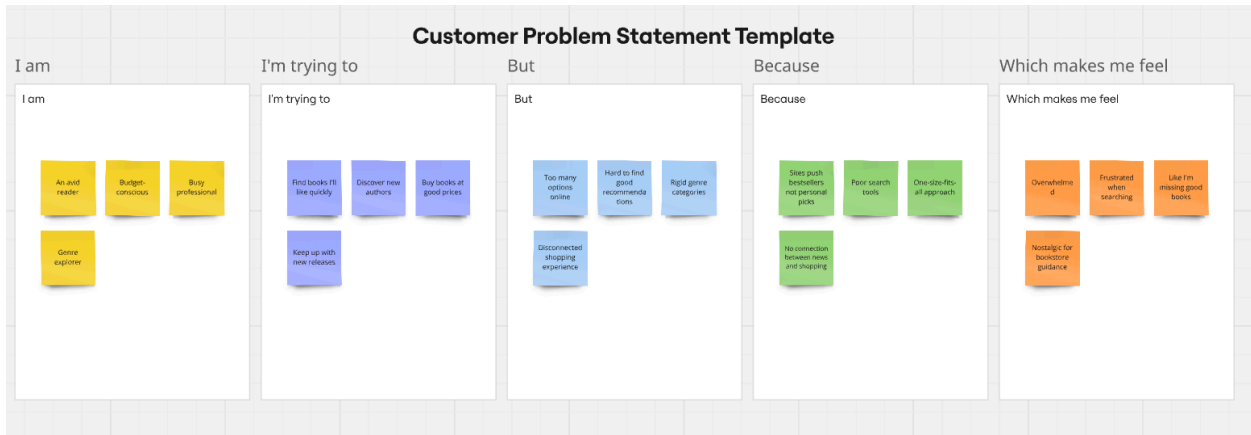 Customer Problem Statement Template
I am
I'm trying to
But
Because
Which makes me feel
I am
An avid
reader
Budget-
conscious
Busy
professional
Genre
explorer
I'm trying to
Find books I'll
like quickly
Discover new
authors
Buy books at
good prices
Keep up with
new releases
But
Too many
options
online
Hard to find
good
recommenda
tions
Rigid genre
categories
Disconnected
shopping
experience
Because
Sites push
bestsellers
not personal
picks
Poor search
tools
One-size-fits-
all approach
No connection
between news
and shopping
Which makes me feel
Overwhelme
d
Frustrated
when
searching
Like I'm
missing good
books
Nostalgic for
bookstore
guidance